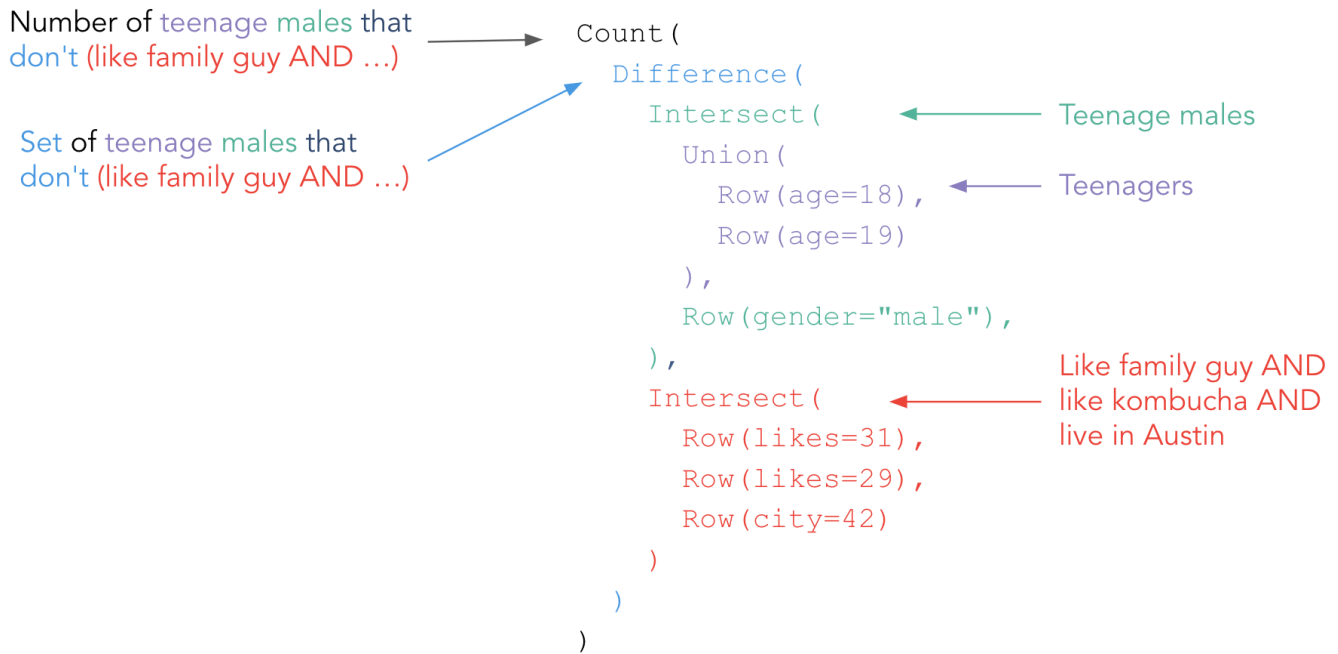 Number of teenage males that
don't (like family guy AND …)
Set of teenage males that
don't (like family guy AND …)
Count(
Difference(
Intersect(
Union(
Row(age=18),
Row(age=19)
),
Row(gender="male"),
),
Intersect(
Row(likes=31),
Row(likes=29),
Row(city=42)
)
)
)
Teenage males
Teenagers
Like family guy AND
like kombucha AND
live in Austin